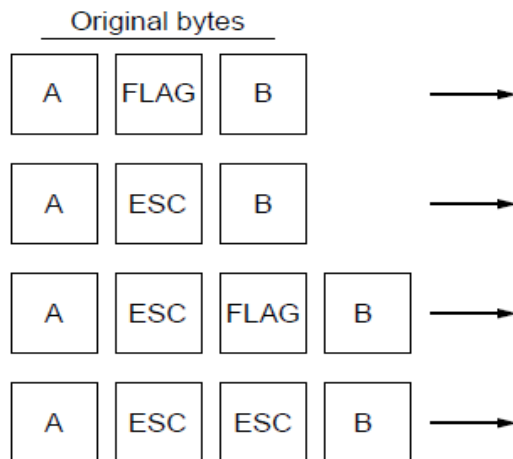 Original bytes
A FLAG B
A ESC B
A ESC FLAG B
A ESC ESC B